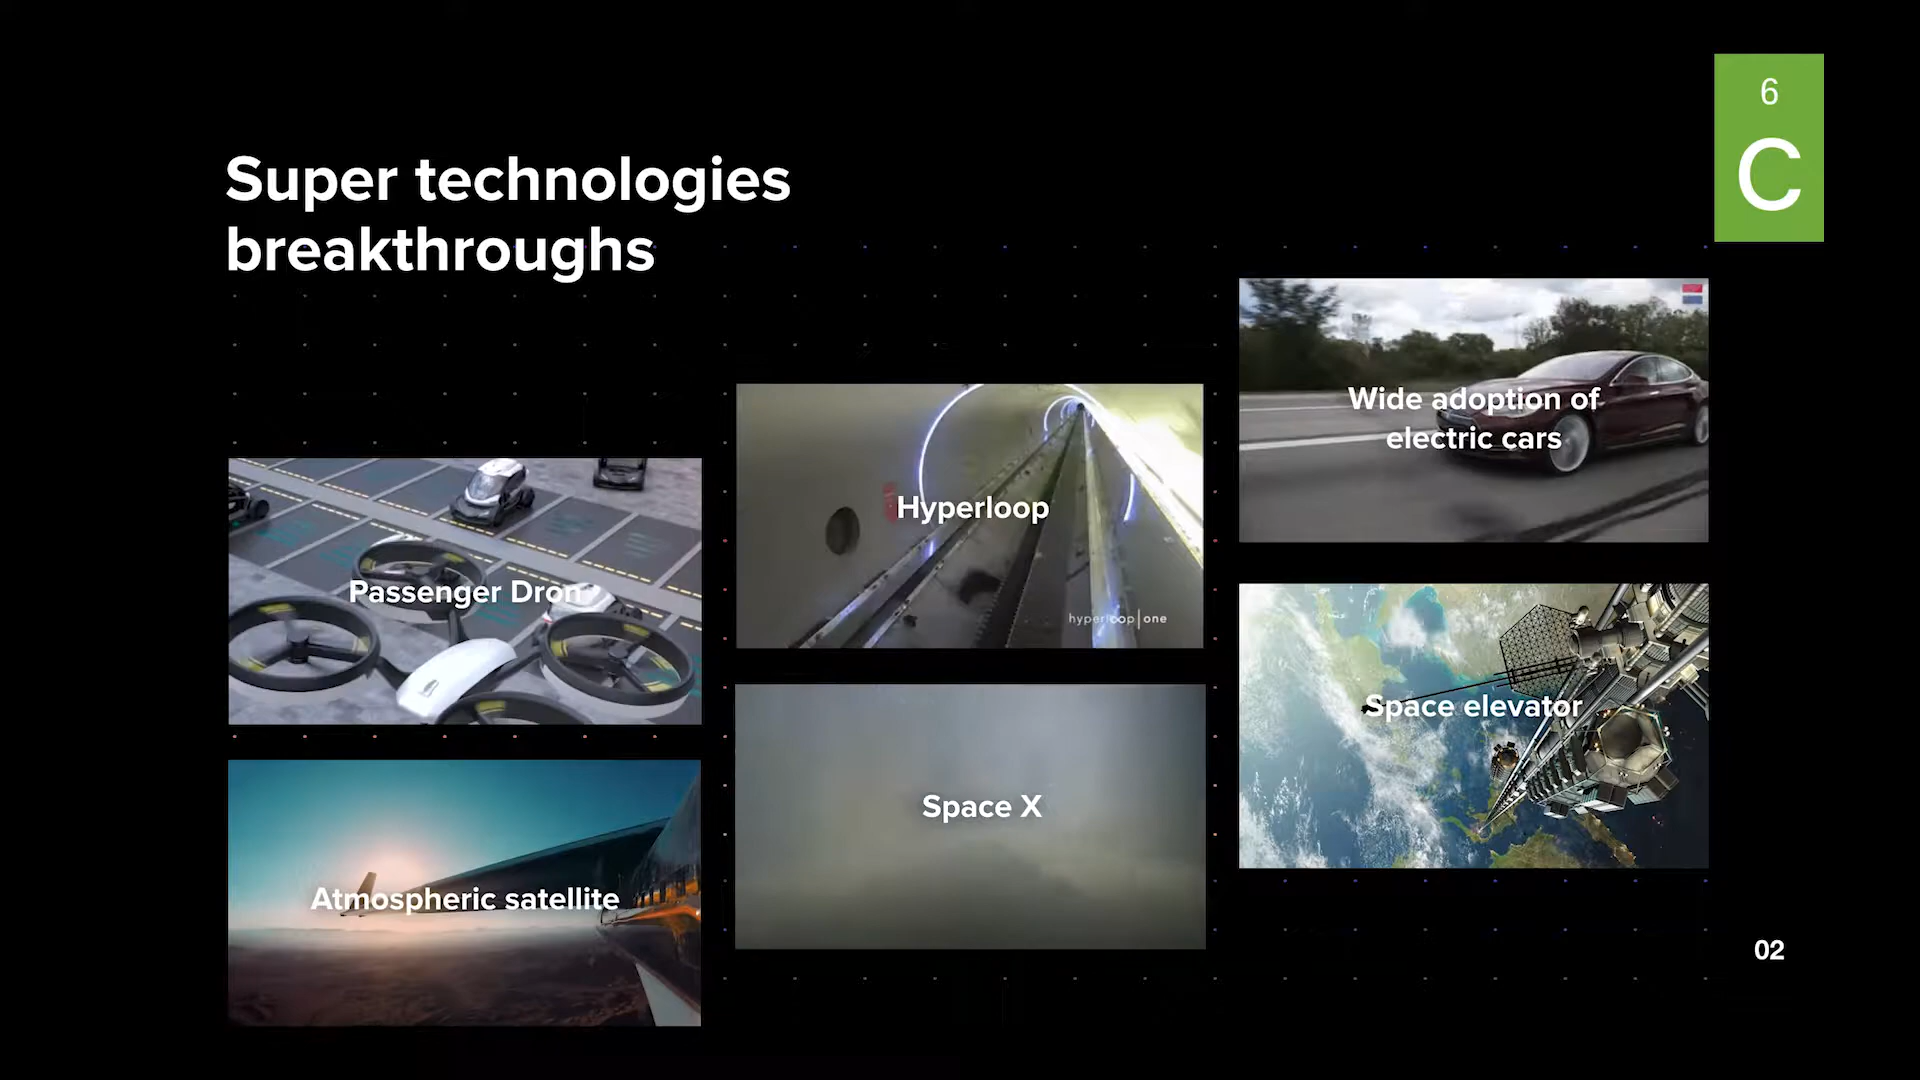 6
C
Super technologies
breakthroughs
Wide adoption of
electric cars
Hyperloop
hyperloop|one
Passenger Dron
Space elevator
Space X
Atmospheric satellite
02